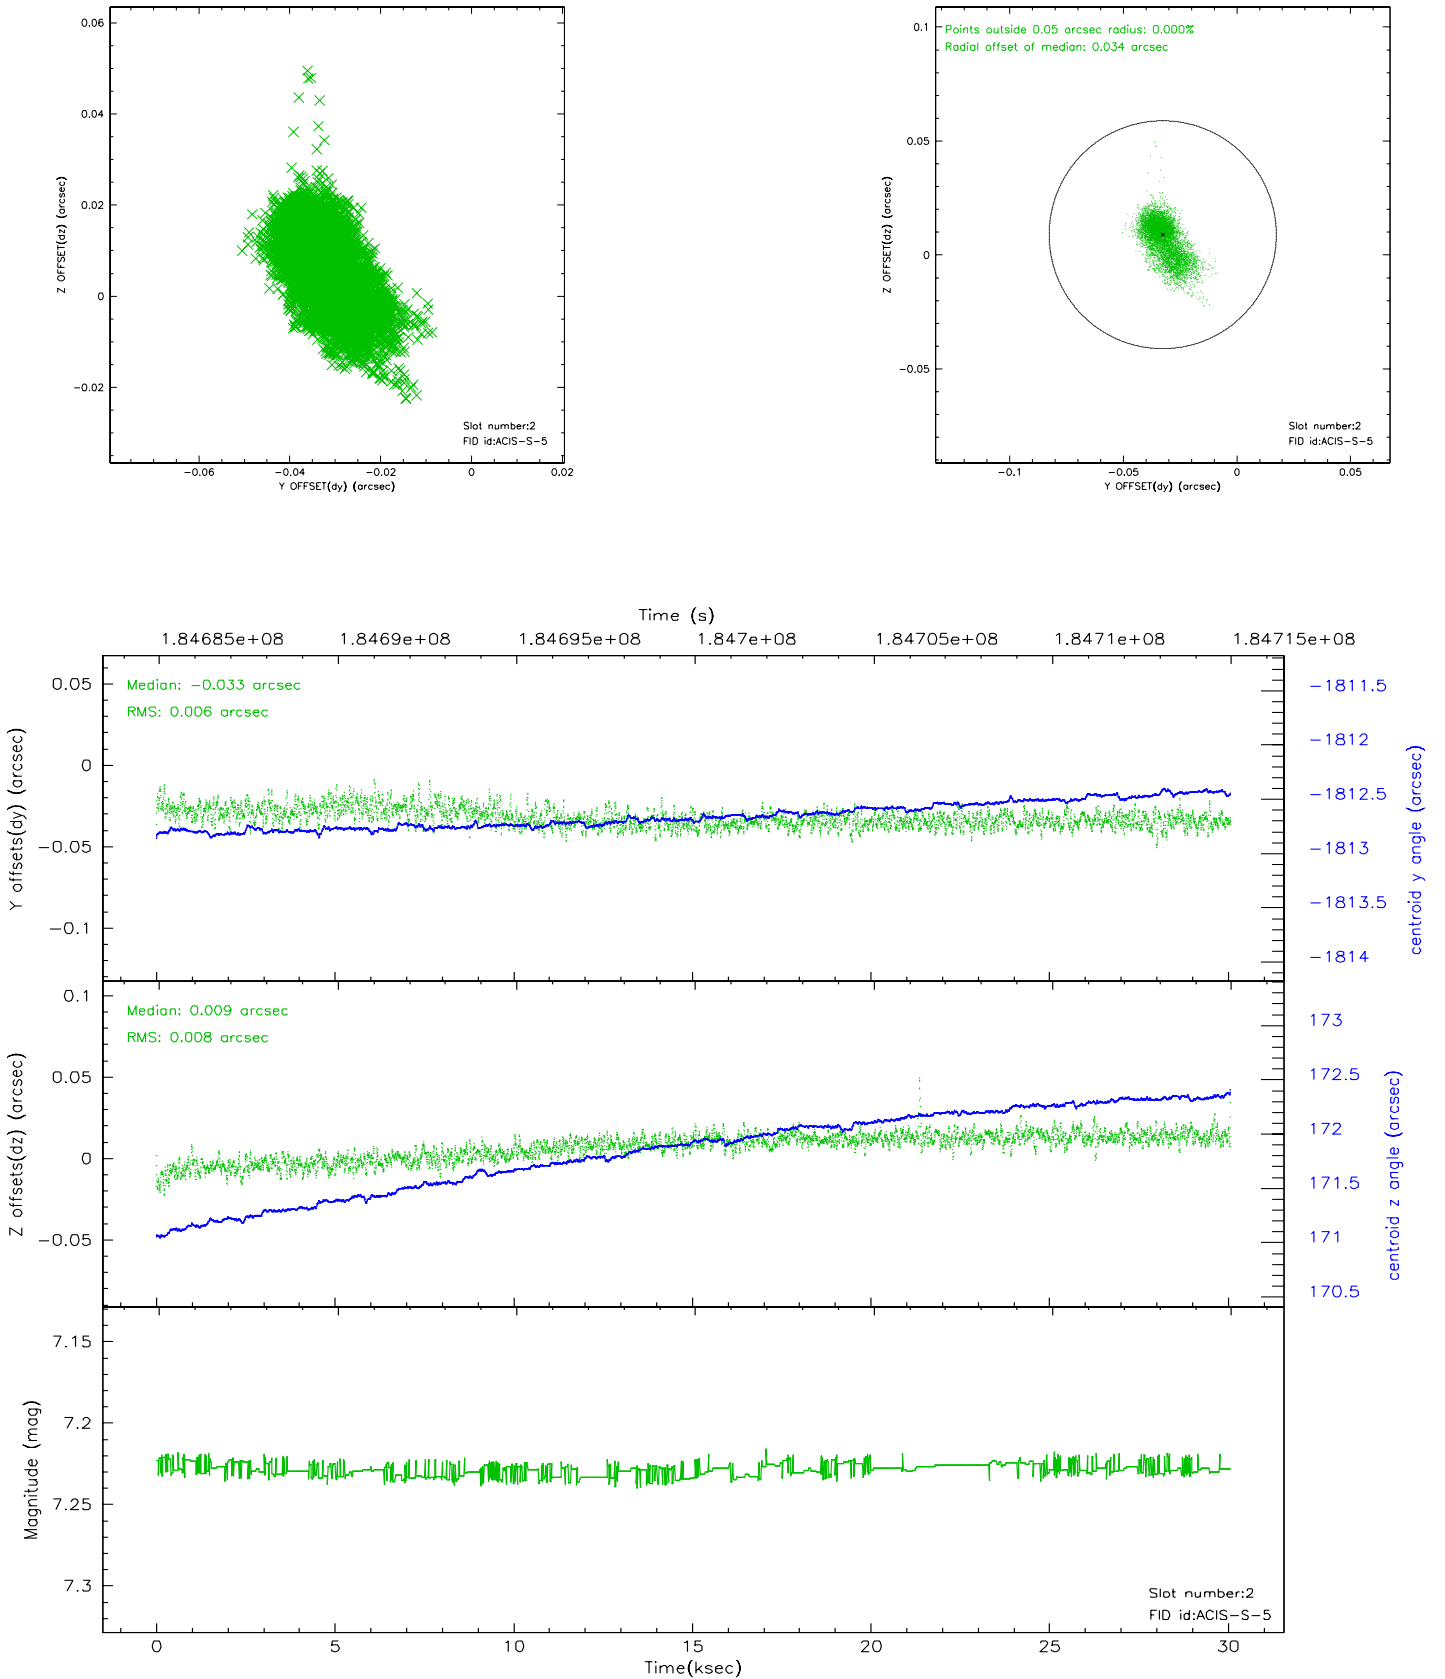 0.06
0.04
0.02
0
−0.02
Z OFFSET(dz) (arcsec)
Slot number:2
FID id:ACIS−S−5
−0.06 −0.04 −0.02 0 0.02
Y OFFSET(dy) (arcsec)
Points outside 0.05 arcsec radius: 0.000%
Radial offset of median: 0.034 arcsec
0.1
0.05
0
−0.05
Z OFFSET(dz) (arcsec)
Slot number:2
FID id:ACIS−S−5
−0.1 −0.05 0 0.05
Y OFFSET(dy) (arcsec)
Time (s)
1.84685e+08 1.8469e+08 1.84695e+08 1.847e+08 1.84705e+08 1.8471e+08 1.84715e+08
Median: −0.033 arcsec
RMS: 0.006 arcsec
0.05
0
−0.05
−0.1
Y offsets(dy) (arcsec)
−1811.5
−1812
−1812.5
−1813
−1813.5
−1814
centroid y angle (arcsec)
Median: 0.009 arcsec
RMS: 0.008 arcsec
0.1
0.05
0
−0.05
Z offsets(dz) (arcsec)
173
172.5
172
171.5
171
170.5
centroid z angle (arcsec)
7.15
7.2
7.25
7.3
Magnitude (mag)
Slot number:2
FID id:ACIS−S−5
0 5 10 15 20 25 30
Time(ksec)